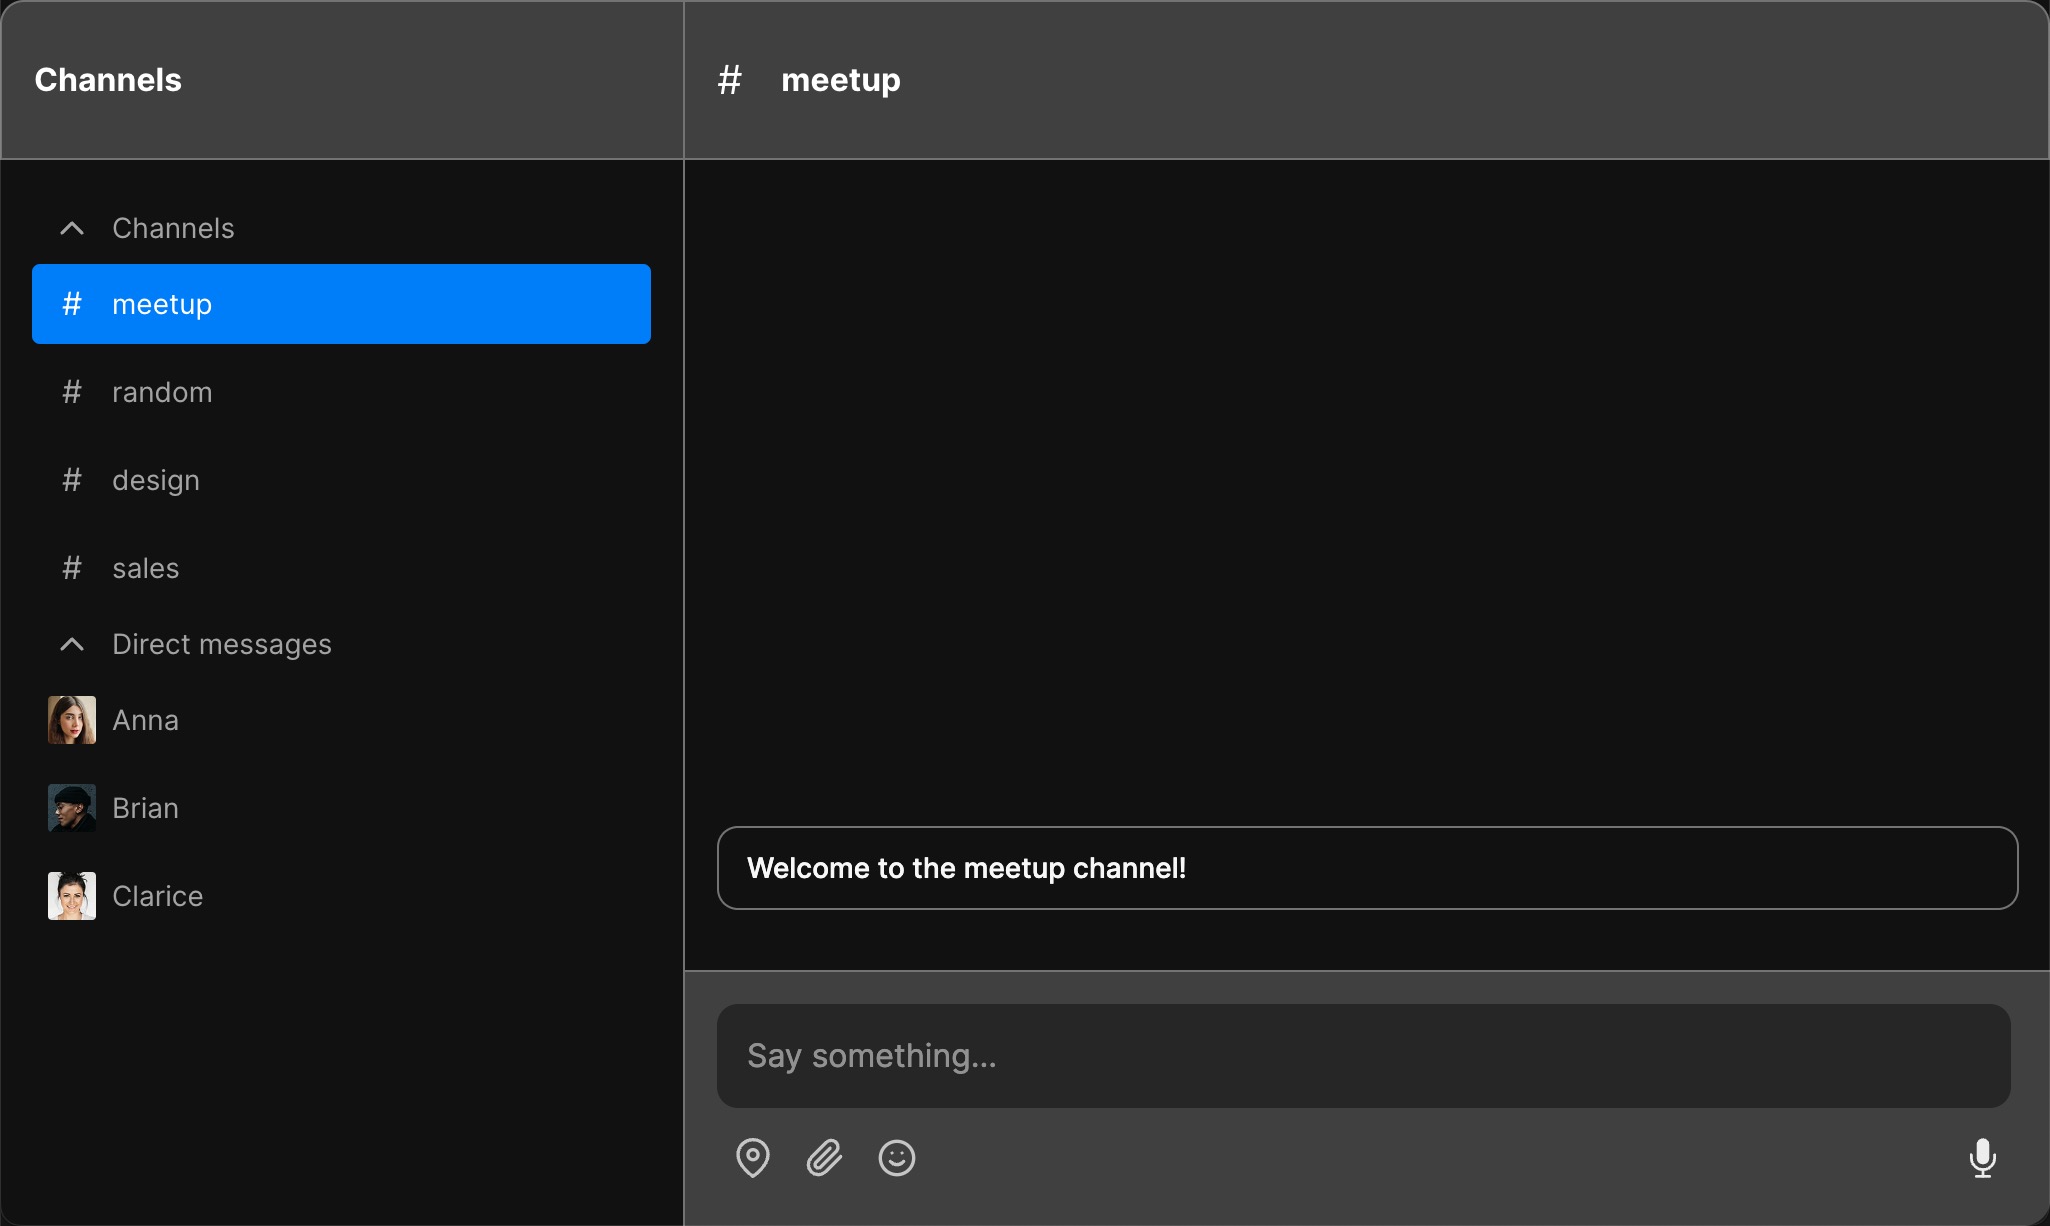 Channels
# meetup
Channels
# meetup
# random
# design
# sales
Direct messages
Anna
Brian
Clarice
Welcome to the meetup channel!
Say something...